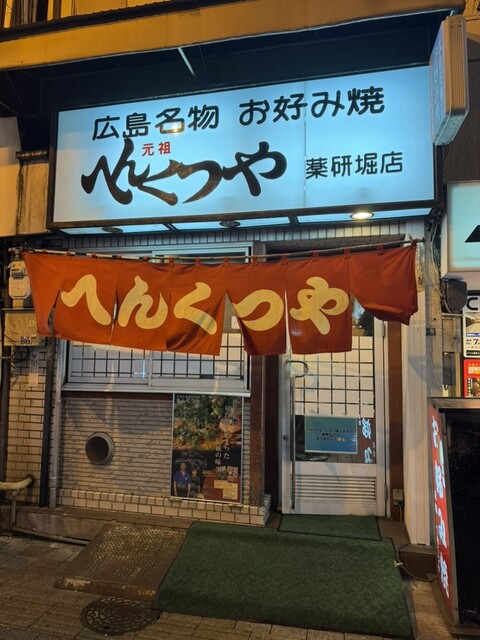 広島名物 お好み焼
元祖
へんくつや 薬研堀店
へんくつや